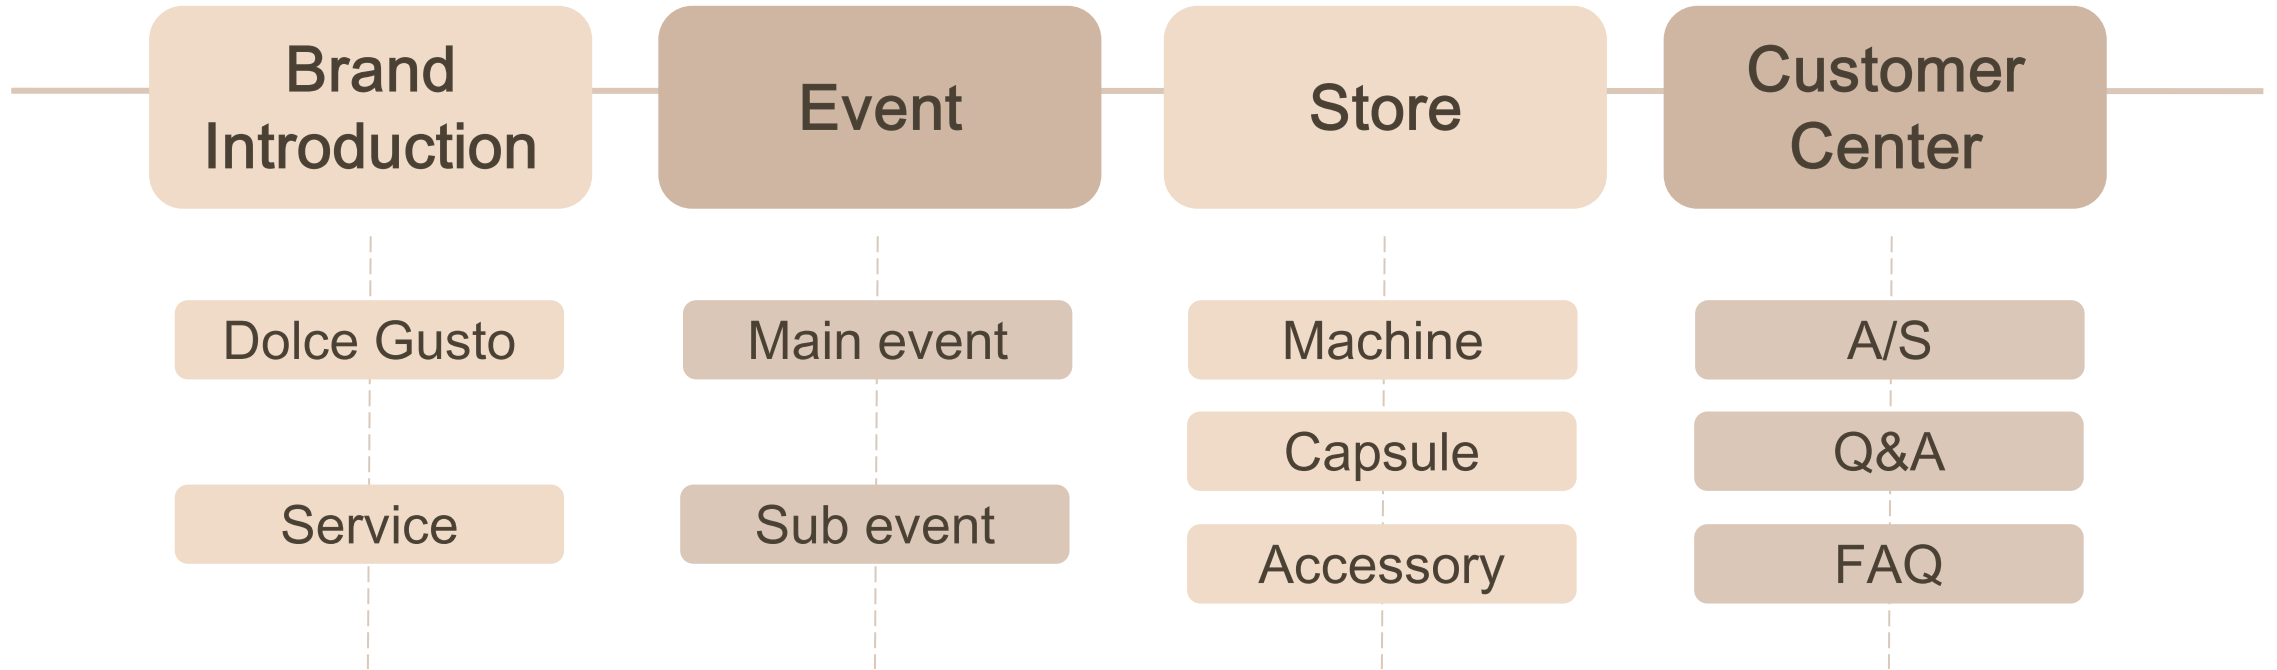 Brand
Introduction
Event
Store
Customer
Center
Dolce Gusto
Service
Main event
Sub event
Machine
Capsule
Accessory
A/S
Q&A
FAQ